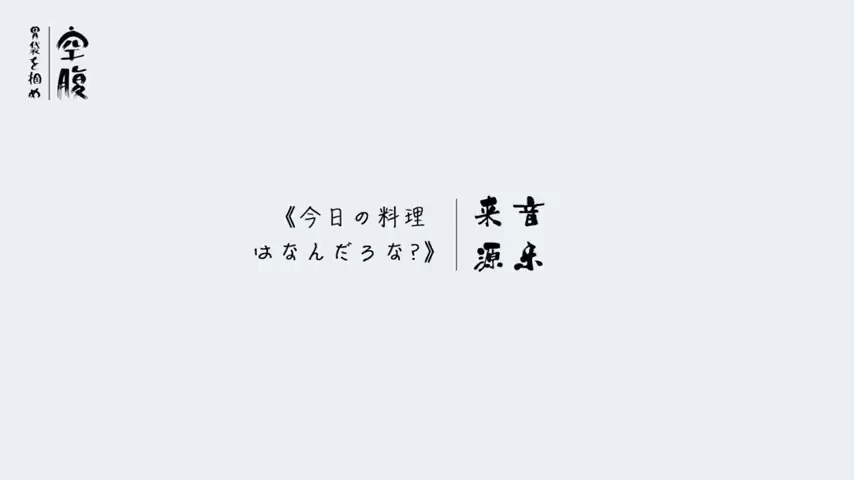 空腹
胃袋を掴め
音乐
来源
《今日の料理
はなんだろな?》